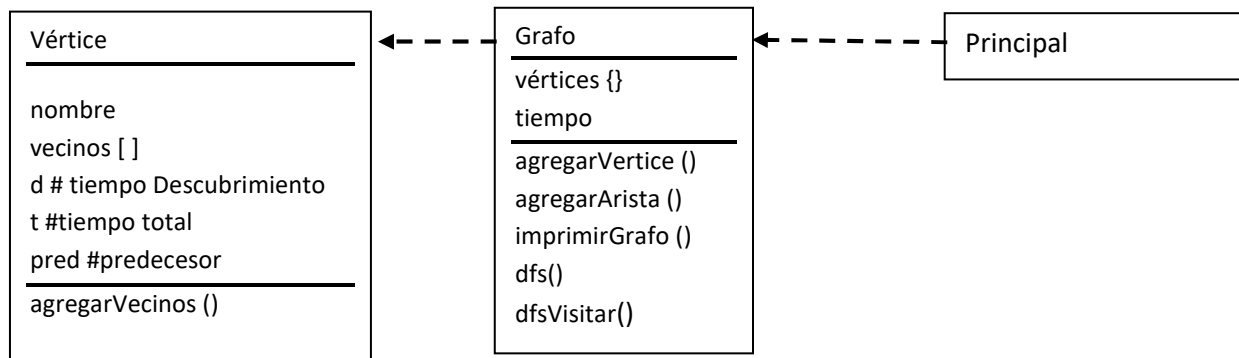 Vértice
nombre
vecinos [ ]
d # tiempo Descubrimiento
t #tiempo total
pred #predecesor
agregarVecinos ()
Grafo
vértices {}
tiempo
agregarVertice ()
agregarArista ()
imprimirGrafo ()
dfs()
dfsVisitar()
Principal